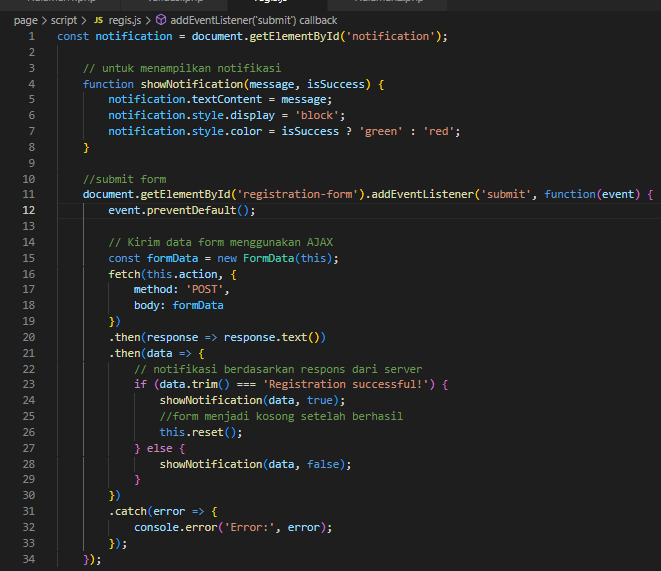 page > script > JS regis.js > addEventListener('submit') callback
1 const notification = document.getElementById('notification');
2
3 // untuk menampilkan notifikasi
4 function showNotification(message, isSuccess) {
5 notification.textContent = message;
6 notification.style.display = 'block';
7 notification.style.color = isSuccess ? 'green' : 'red';
8 }
9
10 //submit form
11 document.getElementById('registration-form').addEventListener('submit', function(event) {
12 event.preventDefault();
13
14 // Kirim data form menggunakan AJAX
15 const formData = new FormData(this);
16 fetch(this.action, {
17 method: 'POST',
18 body: formData
19 })
20 .then(response => response.text())
21 .then(data => {
22 // notifikasi berdasarkan respons dari server
23 if (data.trim() === 'Registration successful!') {
24 showNotification(data, true);
25 //form menjadi kosong setelah berhasil
26 this.reset();
27 } else {
28 showNotification(data, false);
29 }
30 })
31 .catch(error => {
32 console.error('Error:', error);
33 });
34 });